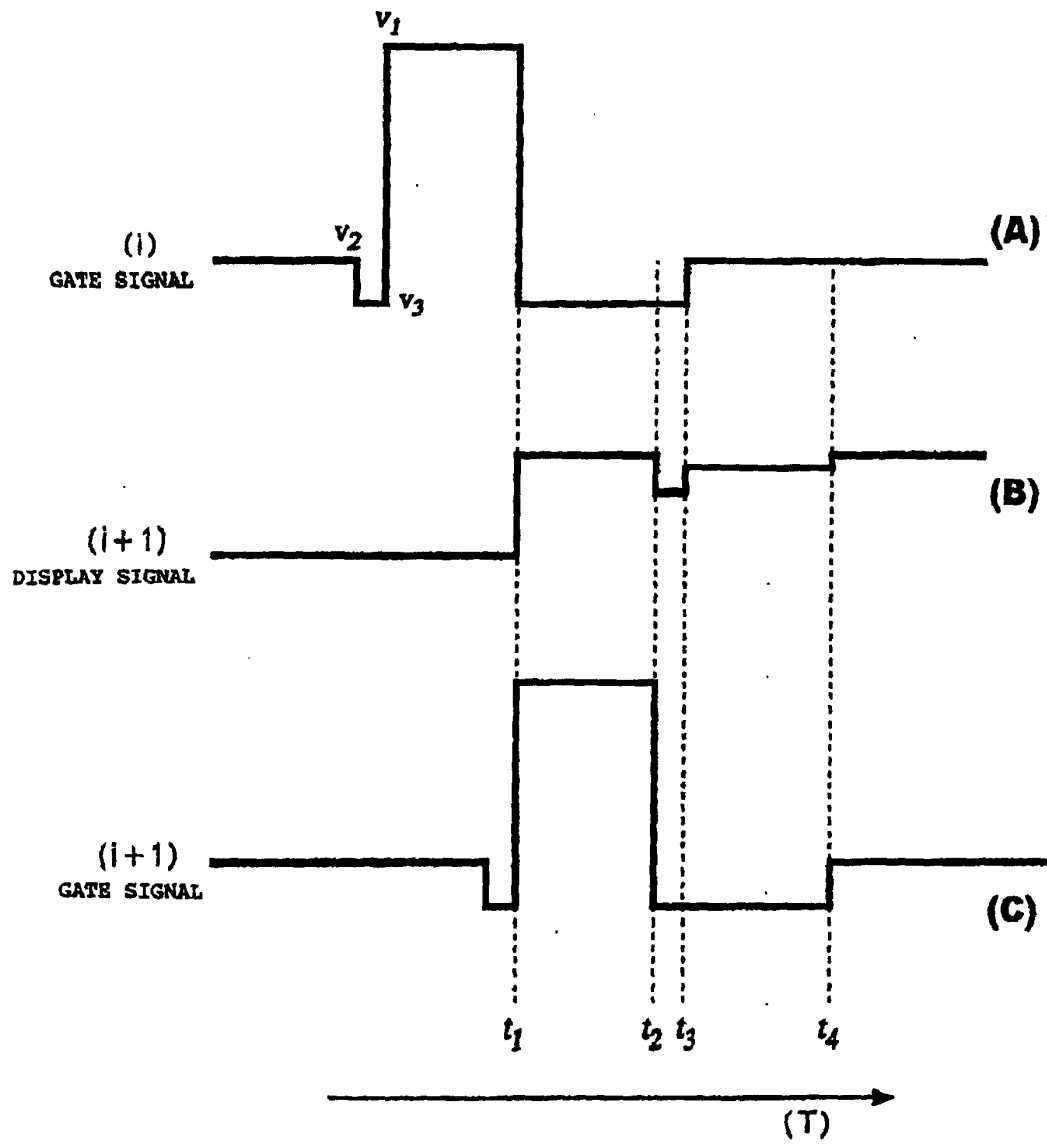 v1
(A)
(i)
GATE SIGNAL
v2
v3
(B)
(i+1)
DISPLAY SIGNAL
(i+1)
GATE SIGNAL
(C)
t1 t2 t3 t4
(T)